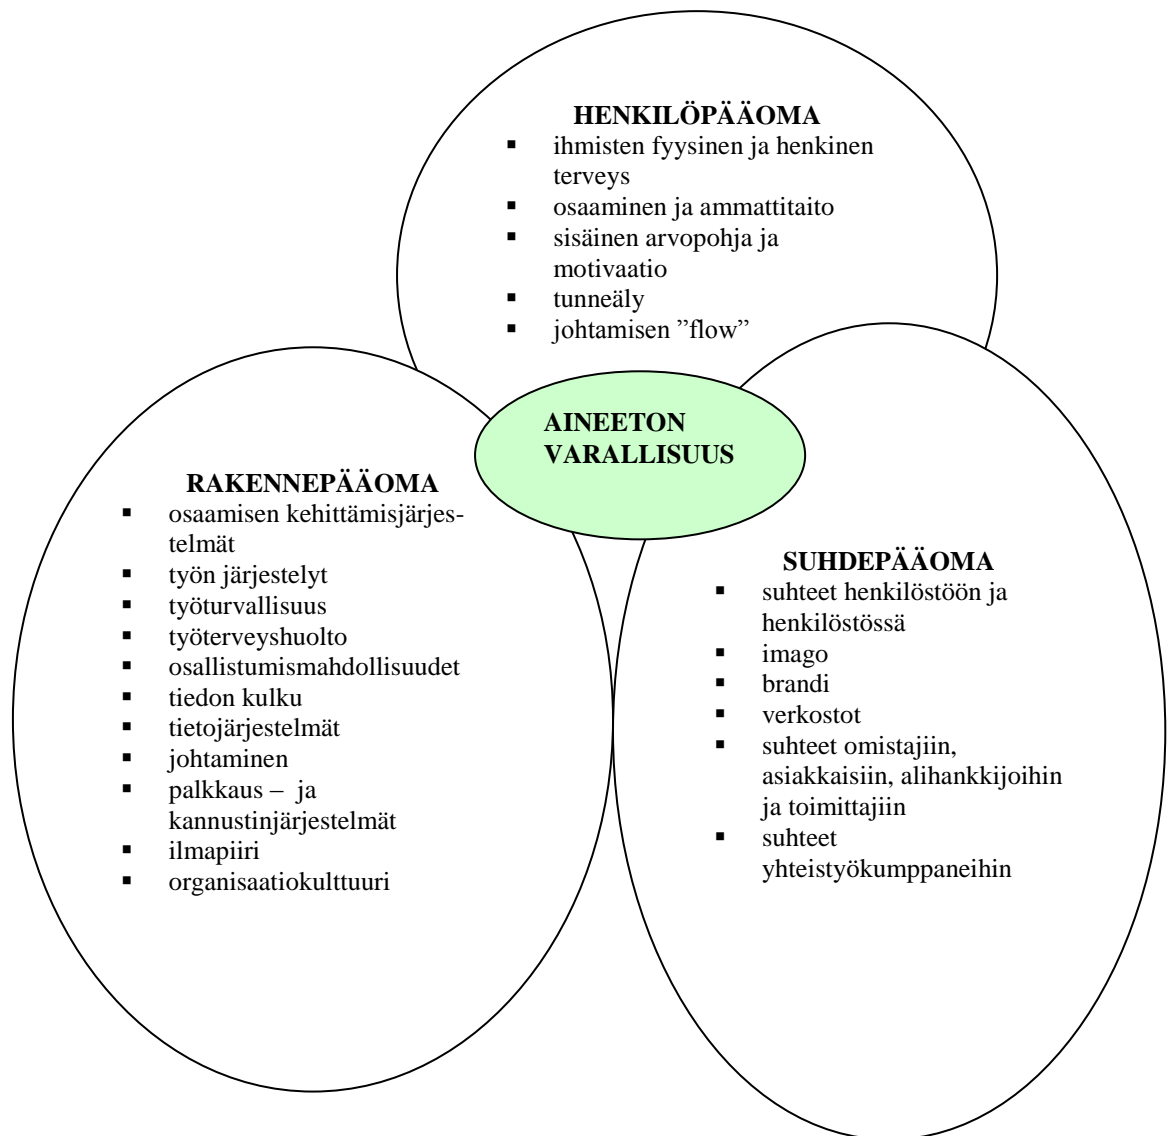 HENKILÖPÄÄOMA
▪ ihmisten fyysinen ja henkinen
terveys
▪ osaaminen ja ammattitaito
▪ sisäinen arvopohja ja
motivaatio
▪ tunneäly
▪ johtamisen ”flow”
AINEETON
VARALLISUUS
RAKENNEPÄÄOMA
▪ osaamisen kehittämisjärjes-
telmät
▪ työn järjestelyt
▪ työturvallisuus
▪ työterveyshuolto
▪ osallistumismahdollisuudet
▪ tiedon kulku
▪ tietojärjestelmät
▪ johtaminen
▪ palkkaus – ja
kannustinjärjestelmät
▪ ilmapiiri
▪ organisaatiokulttuuri
SUHDEPÄÄOMA
▪ suhteet henkilöstöön ja
henkilöstössä
▪ imago
▪ brandi
▪ verkostot
▪ suhteet omistajiin,
asiakkaisiin, alihankkijoihin
ja toimittajiin
▪ suhteet
yhteistyökumppaneihin